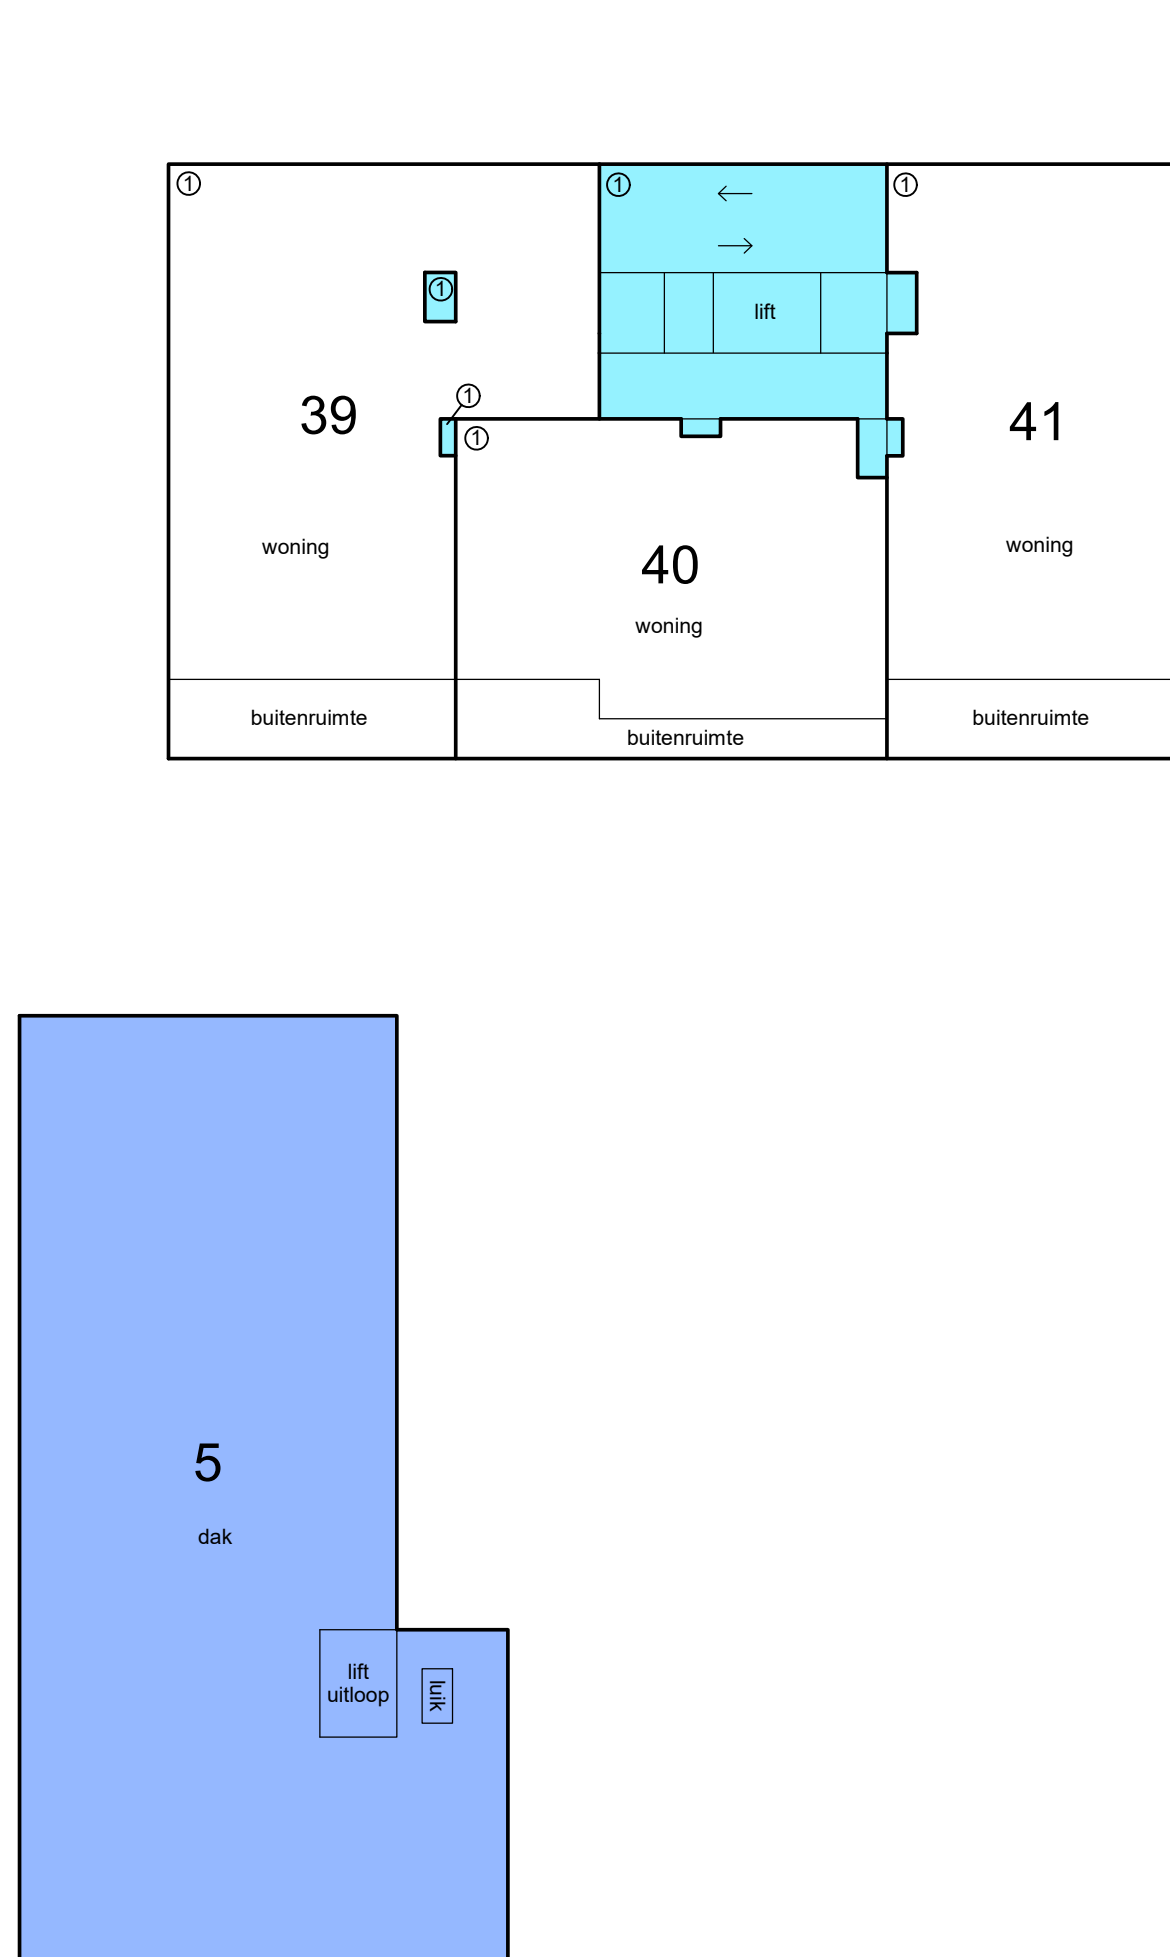 1
1
1
1
lift
1
39
1
41
woning
woning
40
woning
buitenruimte
buitenruimte
buitenruimte
5
dak
lift
uitloop
luik